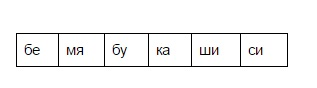 бе мя бу ка ши си